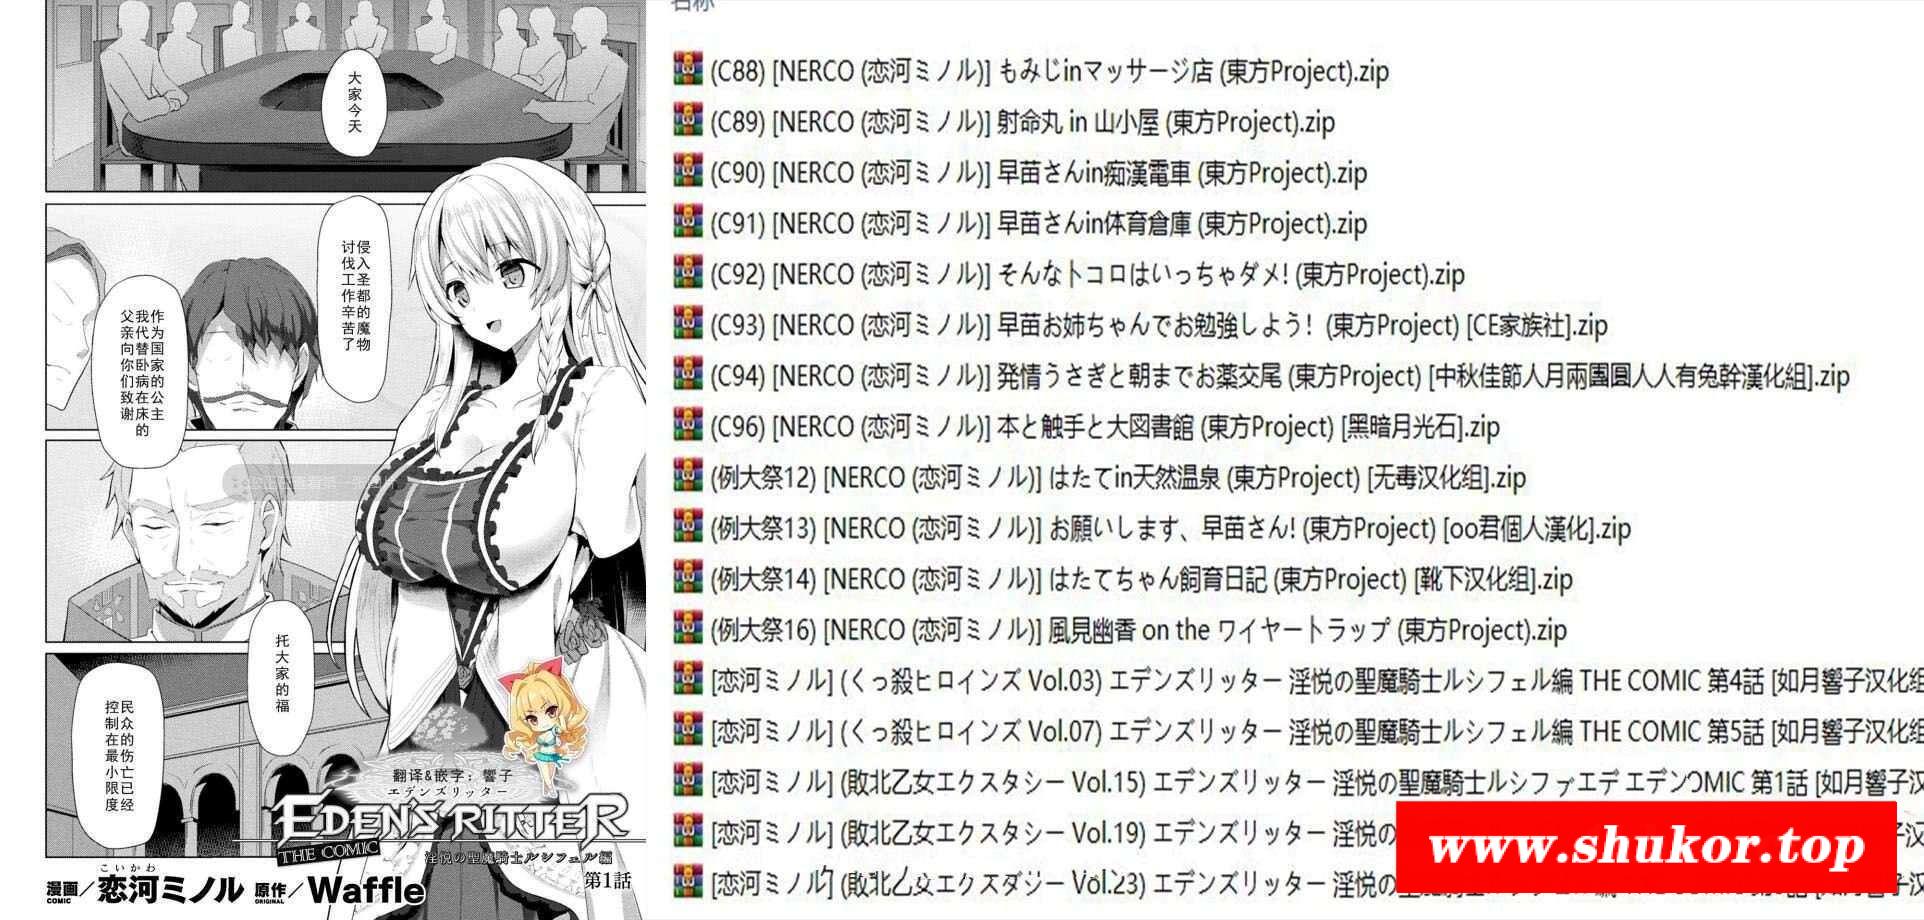 大家今天
侵入圣都的魔物
讨伐工作辛苦了
作为国家的公主
我代替卧病在床的
父亲向你们致谢
托大家的福
民众的伤亡已经
控制在最小限度
翻译&嵌字：響子
エデンズリッター
EDEN'S RITTER
THE COMIC
淫悦の聖魔騎士ルシフェル編
第1話
こいかわ
漫画／恋河ミノル 原作／Waffle
COMIC ORIGINAL
名称
(C88) [NERCO (恋河ミノル)] もみじinマッサージ店 (東方Project).zip
(C89) [NERCO (恋河ミノル)] 射命丸 in 山小屋 (東方Project).zip
(C90) [NERCO (恋河ミノル)] 早苗さんin痴漢電車 (東方Project).zip
(C91) [NERCO (恋河ミノル)] 早苗さんin体育倉庫 (東方Project).zip
(C92) [NERCO (恋河ミノル)] そんなトコロはいっちゃダメ! (東方Project).zip
(C93) [NERCO (恋河ミノル)] 早苗お姉ちゃんでお勉強しよう！ (東方Project) [CE家族社].zip
(C94) [NERCO (恋河ミノル)] 発情うさぎと朝までお薬交尾 (東方Project) [中秋佳節人月兩團圓人人有兔幹漢化組].zip
(C96) [NERCO (恋河ミノル)] 本と触手と大図書館 (東方Project) [黑暗月光石].zip
(例大祭12) [NERCO (恋河ミノル)] はたてin天然温泉 (東方Project) [无毒汉化组].zip
(例大祭13) [NERCO (恋河ミノル)] お願いします、早苗さん! (東方Project) [oo君個人漢化].zip
(例大祭14) [NERCO (恋河ミノル)] はたてちゃん飼育日記 (東方Project) [靴下汉化组].zip
(例大祭16) [NERCO (恋河ミノル)] 風見幽香 on the ワイヤートラップ (東方Project).zip
[恋河ミノル] (くっ殺ヒロインズ Vol.03) エデンズリッター 淫悦の聖魔騎士ルシフェル編 THE COMIC 第4話 [如月響子汉化组
[恋河ミノル] (くっ殺ヒロインズ Vol.07) エデンズリッター 淫悦の聖魔騎士ルシフェル編 THE COMIC 第5話 [如月響子汉化组
[恋河ミノル] (敗北乙女エクスタシー Vol.15) エデンズリッター 淫悦の聖魔騎士ルシファエデ エデンOMIC 第1話 [如月響子汉
[恋河ミノル] (敗北乙女エクスタシー Vol.19) エデンズリッター 淫悦の
[恋河ミノル] (敗北乙女エクスタシー Vol.23) エデンズリッター 淫悦の
www.shukor.top